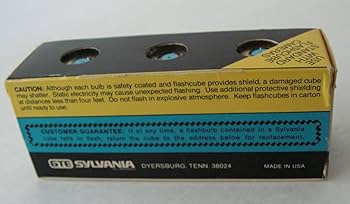 CAUTION: Although each bulb is safety coated and flashcube provides shield, a damaged cube
may shatter. Static electricity may cause unexpected flashing. Use additional protective shielding
at distances less than four feet. Do not flash in explosive atmosphere. Keep flashcubes in carton
until ready to use.
CUSTOMER GUARANTEE: If at any time, a flashbulb contained in a Sylvania
cube fails to flash, return the cube to the address below for replacement.
GTE SYLVANIA DYERSBURG, TENN 38024 MADE IN USA